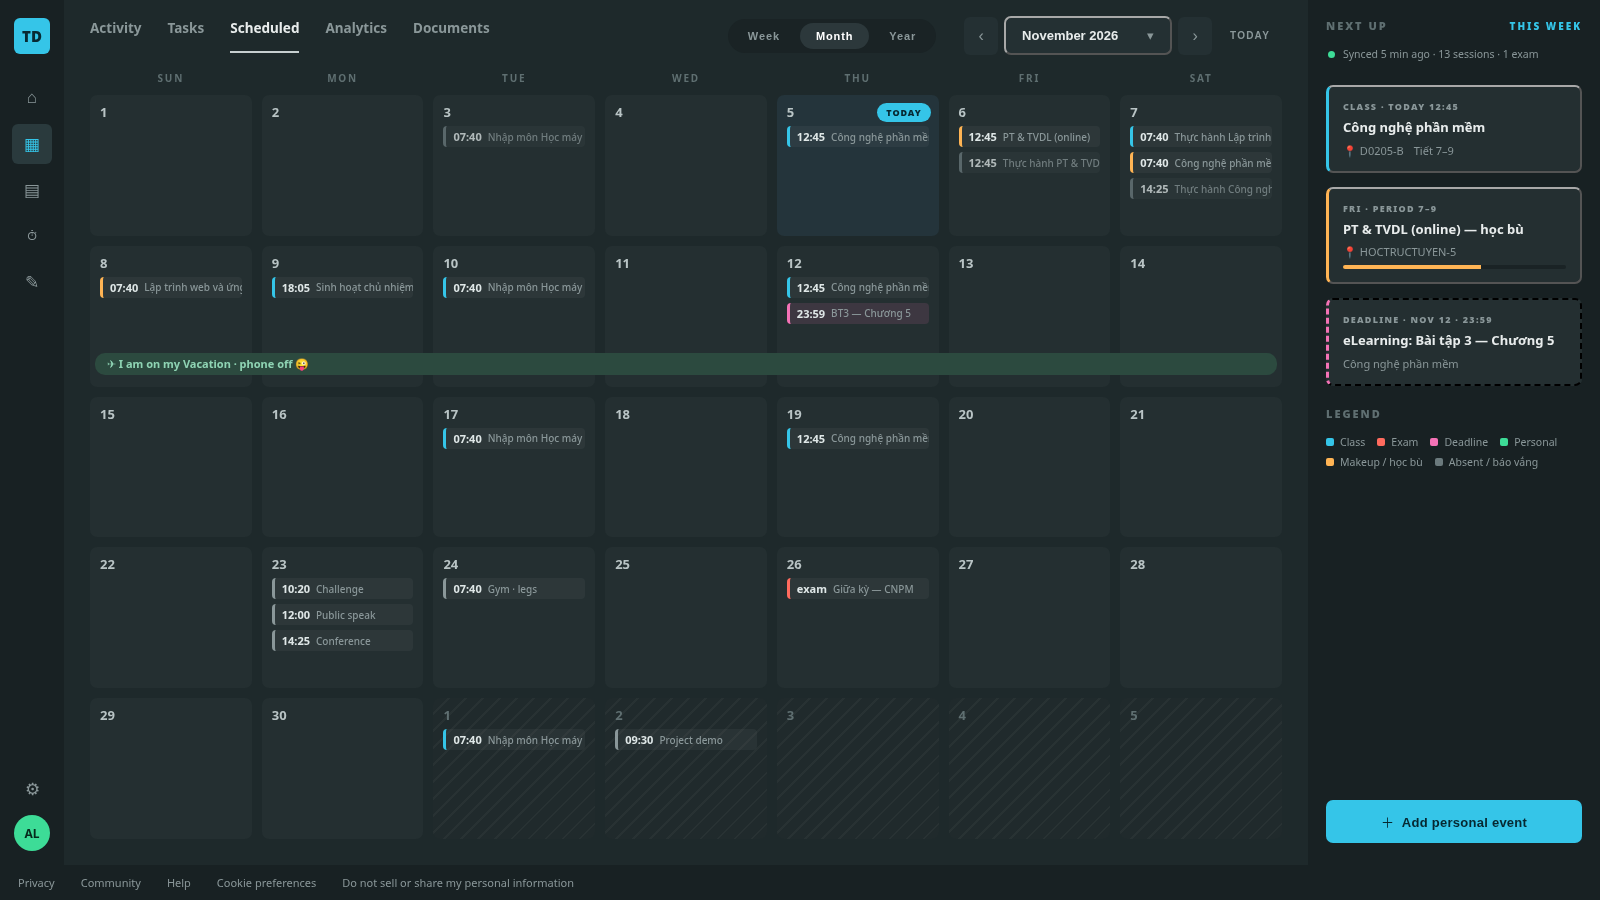 TD
Activity Tasks Scheduled Analytics Documents
Week Month Year
‹ November 2026 ▾ › TODAY
SUN MON TUE WED THU FRI SAT
1 2 3 4 5 TODAY 6 7
07:40 Nhập môn Học máy
12:45 Công nghệ phần mề
12:45 PT & TVDL (online)
12:45 Thực hành PT & TVD
07:40 Thực hành Lập trình
07:40 Công nghệ phần mề
14:25 Thực hành Công ngh
8 9 10 11 12 13 14
07:40 Lập trình web và ứng
18:05 Sinh hoạt chủ nhiệm
07:40 Nhập môn Học máy
12:45 Công nghệ phần mề
23:59 BT3 — Chương 5
✈ I am on my Vacation · phone off 😜
15 16 17 18 19 20 21
07:40 Nhập môn Học máy
12:45 Công nghệ phần mề
22 23 24 25 26 27 28
10:20 Challenge
12:00 Public speak
14:25 Conference
07:40 Gym · legs
exam Giữa kỳ — CNPM
29 30 1 2 3 4 5
07:40 Nhập môn Học máy
09:30 Project demo
NEXT UP THIS WEEK
Synced 5 min ago · 13 sessions · 1 exam
CLASS · TODAY 12:45
Công nghệ phần mềm
📍 D0205-B Tiết 7–9
FRI · PERIOD 7–9
PT & TVDL (online) — học bù
📍 HOCTRUCTUYEN-5
DEADLINE · NOV 12 · 23:59
eLearning: Bài tập 3 — Chương 5
Công nghệ phần mềm
LEGEND
Class Exam Deadline Personal
Makeup / học bù Absent / báo vắng
+ Add personal event
AL
Privacy Community Help Cookie preferences Do not sell or share my personal information